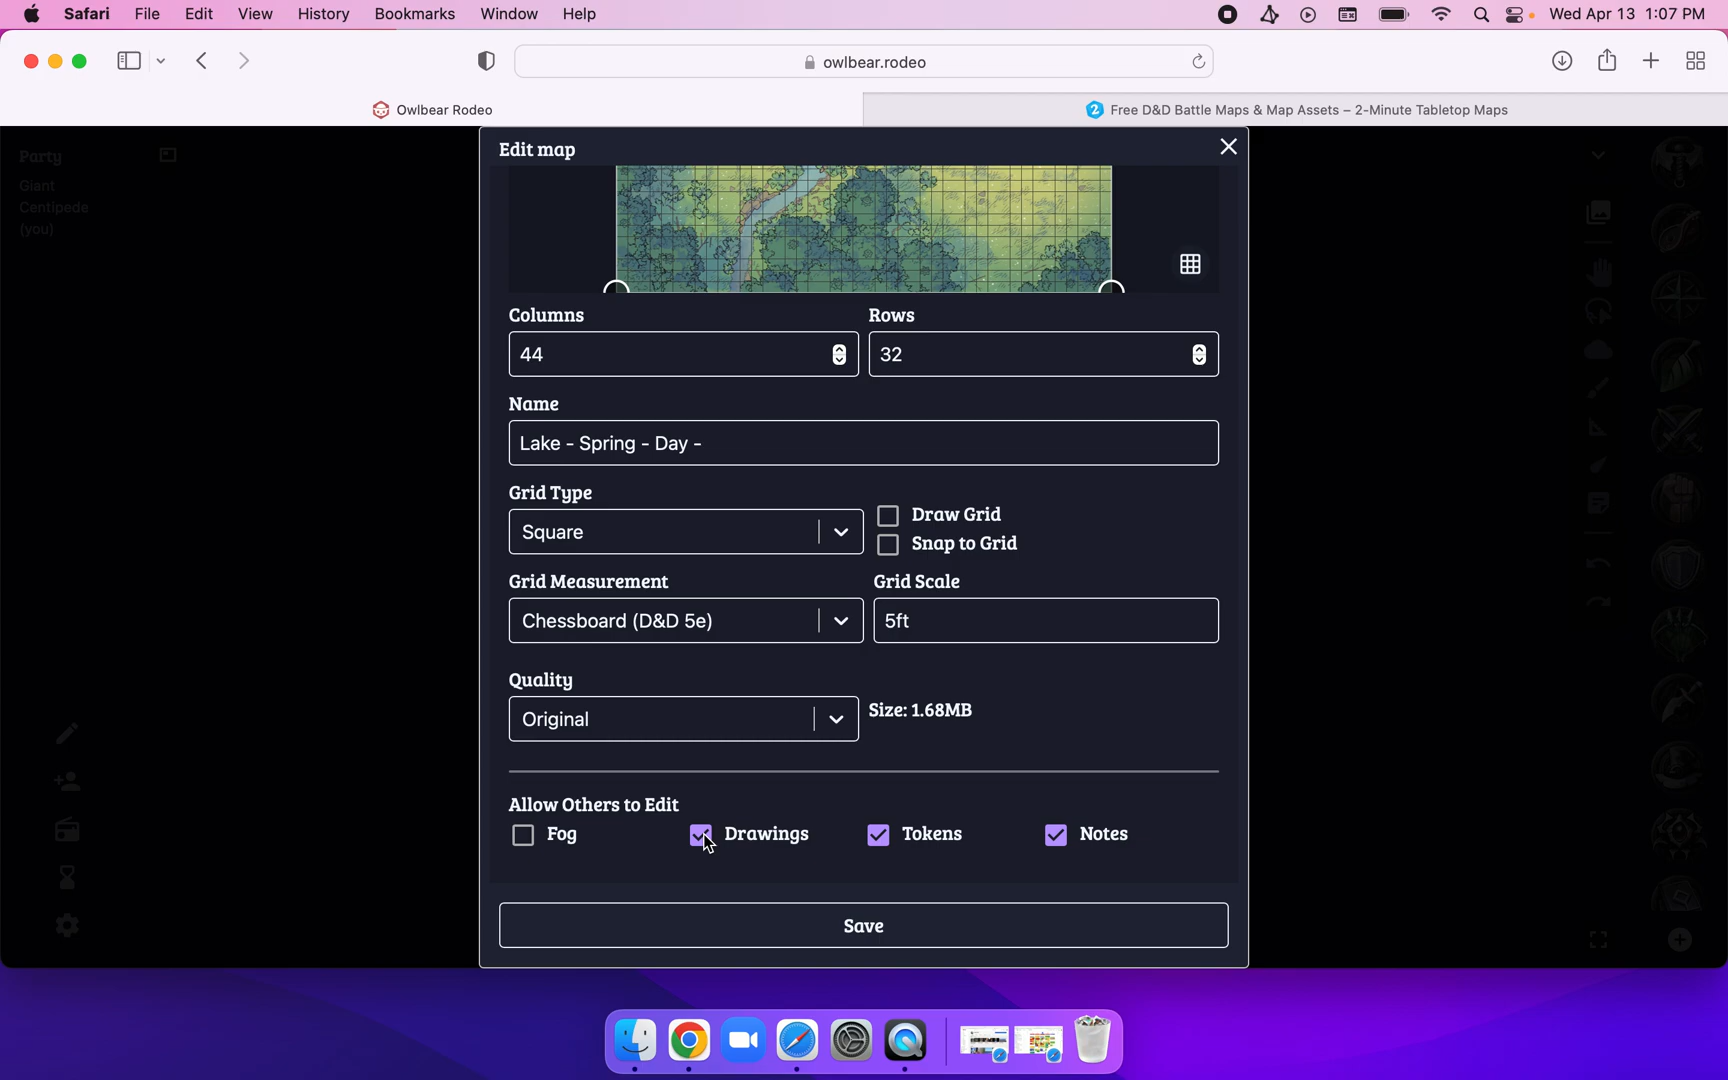 Safari File Edit View History Bookmarks Window Help Wed Apr 13 1:07 PM
owlbear.rodeo
Owlbear Rodeo
2 Free D&D Battle Maps & Map Assets – 2-Minute Tabletop Maps
Party
Giant
Centipede
(you)
Edit map
Columns Rows
44 32
Name
Lake - Spring - Day -
Grid Type
Square
Draw Grid
Snap to Grid
Grid Measurement Grid Scale
Chessboard (D&D 5e) 5ft
Quality
Original Size: 1.68MB
Allow Others to Edit
Fog Drawings Tokens Notes
Save